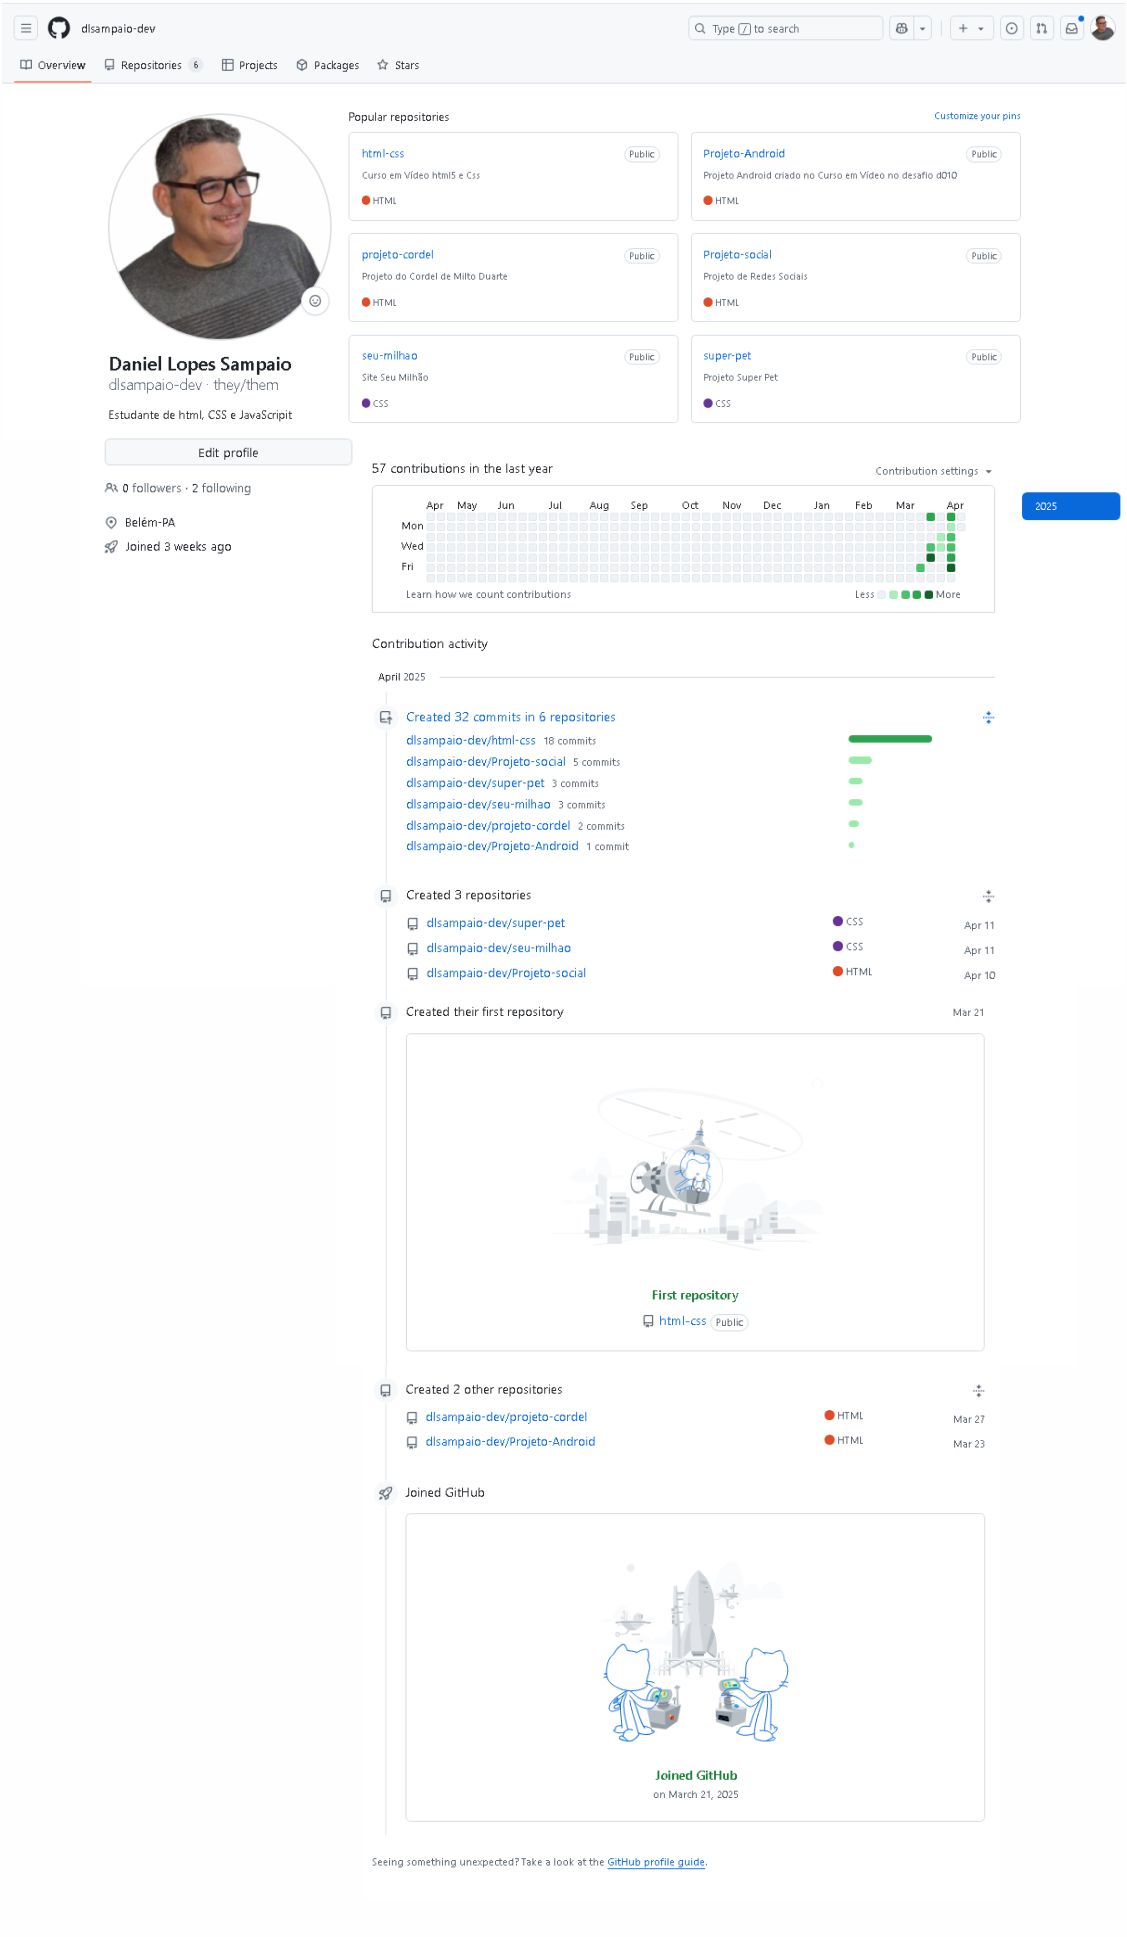 dlsampaio-dev
Type / to search
Overview
Repositories 6
Projects
Packages
Stars
Daniel Lopes Sampaio
dlsampaio-dev · they/them
Estudante de html, CSS e JavaScripit
Edit profile
0 followers · 2 following
Belém-PA
Joined 3 weeks ago
Popular repositories
Customize your pins
html-css Public
Curso em Vídeo html5 e Css
HTML
Projeto-Android Public
Projeto Android criado no Curso em Vídeo no desafio d010
HTML
projeto-cordel Public
Projeto do Cordel de Milto Duarte
HTML
Projeto-social Public
Projeto de Redes Sociais
HTML
seu-milhao Public
Site Seu Milhão
CSS
super-pet Public
Projeto Super Pet
CSS
57 contributions in the last year
Contribution settings
2025
Apr May Jun Jul Aug Sep Oct Nov Dec Jan Feb Mar Apr
Mon
Wed
Fri
Learn how we count contributions
Less More
Contribution activity
April 2025
Created 32 commits in 6 repositories
dlsampaio-dev/html-css 18 commits
dlsampaio-dev/Projeto-social 5 commits
dlsampaio-dev/super-pet 3 commits
dlsampaio-dev/seu-milhao 3 commits
dlsampaio-dev/projeto-cordel 2 commits
dlsampaio-dev/Projeto-Android 1 commit
Created 3 repositories
dlsampaio-dev/super-pet CSS Apr 11
dlsampaio-dev/seu-milhao CSS Apr 11
dlsampaio-dev/Projeto-social HTML Apr 10
Created their first repository Mar 21
First repository
html-css Public
Created 2 other repositories
dlsampaio-dev/projeto-cordel HTML Mar 27
dlsampaio-dev/Projeto-Android HTML Mar 23
Joined GitHub
Joined GitHub
on March 21, 2025
Seeing something unexpected? Take a look at the GitHub profile guide.